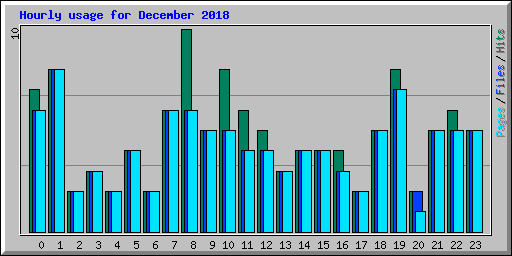 Hourly usage for December 2018
10
Pages/Files/Hits
0 1 2 3 4 5 6 7 8 9 10 11 12 13 14 15 16 17 18 19 20 21 22 23